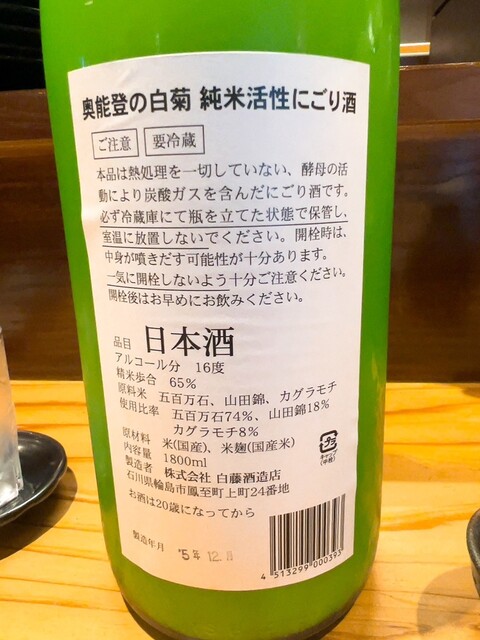 奥能登の白菊 純米活性にごり酒
ご注意 要冷蔵
本品は熱処理を一切していない、酵母の活
動により炭酸ガスを含んだにごり酒です。
必ず冷蔵庫にて瓶を立てた状態で保管し、
室温に放置しないでください。開栓時は、
中身が噴きだす可能性が十分あります。
一気に開栓しないよう十分ご注意ください。
開栓後はお早めにお飲みください。
品目 日本酒
アルコール分 16度
精米歩合 65%
原料米 五百万石、山田錦、カグラモチ
使用比率 五百万石74%、山田錦18%
カグラモチ8%
原材料 米(国産)、米麹(国産米)
内容量 1800ml
製造者 株式会社 白藤酒造店
石川県輪島市鳳至町上町24番地
お酒は20歳になってから
プラ
キャップ
(中栓)
製造年月 '5年 12.
4 513299 000393